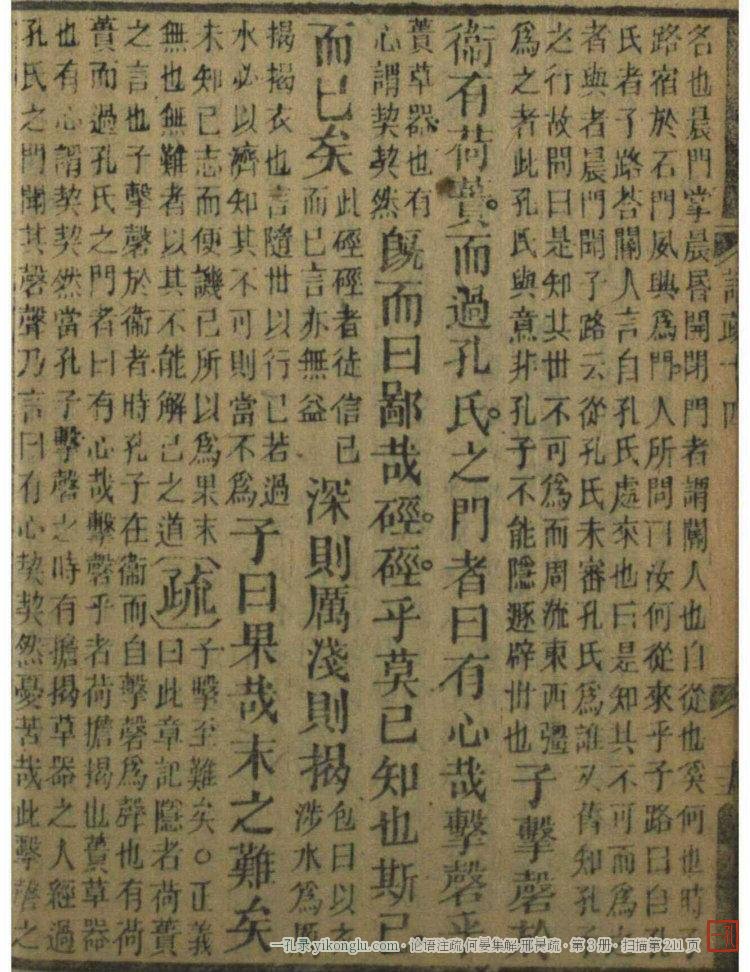 名也晨門掌晨昏開閉門者謂閽人也自從也奚何也時
路宿於石門夙興爲門人所問曰汝何從來乎子路曰自孔
氏者子路荅閽人言自孔氏處來也曰是知其不可而爲
者與者晨門聞子路云從孔氏未審孔氏爲誰又舊知孔
之行故問曰是知其世不可爲而周流東西彊
爲之者此孔氏與意非孔子不能隱遯辟世也
子擊磬於
衞有荷蕢而過孔氏之門者曰有心哉擊磬乎
蕢草器也有
心謂契契然
既而曰鄙哉硜硜乎莫己知也斯已
而已矣
此硜硜者徒信己
而已言亦無益
深則厲淺則揭
包曰以衣
涉水爲厲
揭揭衣也言隨世以行己若過
水必以濟知其不可則當不爲
子曰果哉末之難矣
未知己志而便譏己所以爲果末
無也無難者以其不能解己之道
疏
子擊至難矣○正義
曰此章記隱者荷蕢
之言也子擊磬於衞者時孔子在衞而自擊磬爲聲也有荷
蕢而過孔氏之門者曰有心哉擊磬乎者荷擔揭也蕢草器
也有心謂契契然當孔子擊磬之時有擔揭草器之人經過
孔氏之門聞其磬聲乃言曰有心契契然憂苦哉此擊磬之
一孔录 yikonglu.com · 论语注疏.何晏集解.邢昺疏 · 第 3 册 · 扫描第 211 页